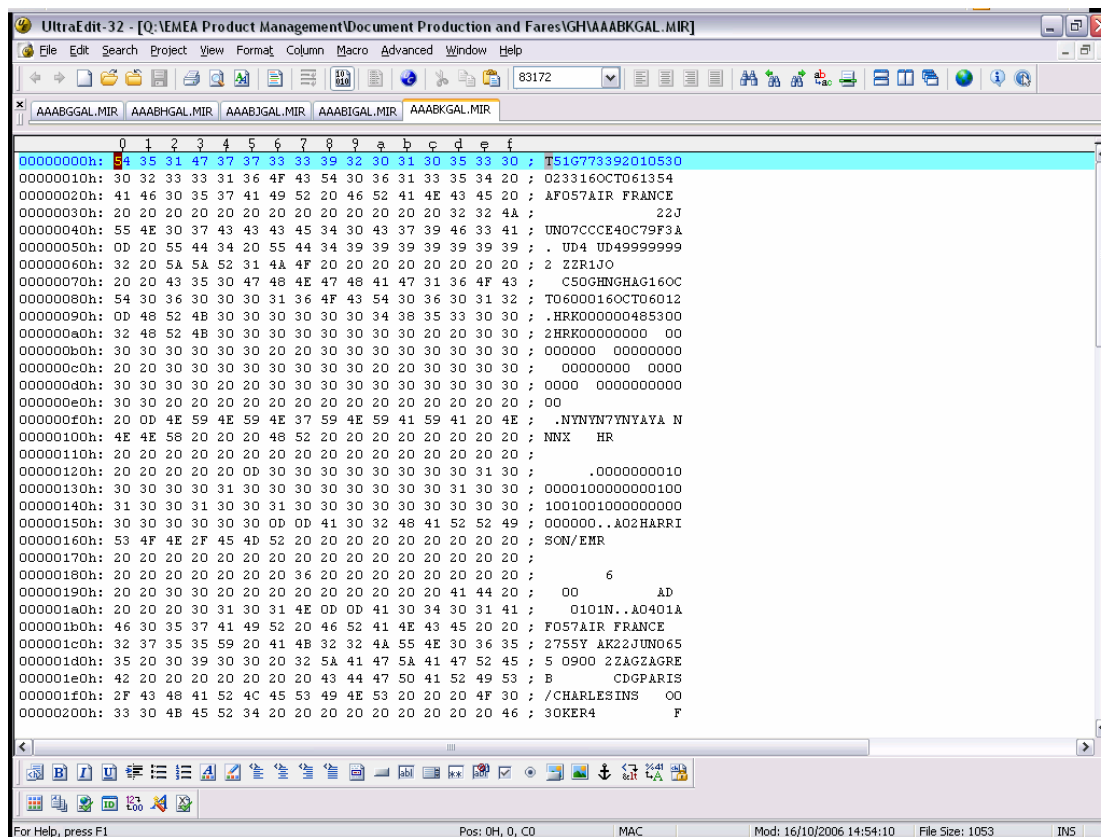 UltraEdit-32 - [Q:\EMEA Product Management\Document Production and Fares\GH\AAABKGAL.MIR]
File Edit Search Project View Format Column Macro Advanced Window Help
83172
AAABGGAL.MIR AAABHGAL.MIR AAABJGAL.MIR AAABIGAL.MIR AAABKGAL.MIR
0 1 2 3 4 5 6 7 8 9 a b c d e f
00000000h: 54 35 31 47 37 37 33 33 39 32 30 31 30 35 33 30 ; T51G773392010530
00000010h: 30 32 33 33 31 36 4F 43 54 30 36 31 33 35 34 20 ; 023316OCT061354
00000020h: 41 46 30 35 37 41 49 52 20 46 52 41 4E 43 45 20 ; AF057AIR FRANCE
00000030h: 20 20 20 20 20 20 20 20 20 20 20 20 20 32 32 4A ; 22J
00000040h: 55 4E 30 37 43 43 43 45 34 30 43 37 39 46 33 41 ; UN07CCCE40C79F3A
00000050h: 0D 20 55 44 34 20 55 44 34 39 39 39 39 39 39 39 ; . UD4 UD49999999
00000060h: 32 20 5A 5A 52 31 4A 4F 20 20 20 20 20 20 20 20 ; 2 ZZR1JO
00000070h: 20 20 43 35 30 47 48 4E 47 48 41 47 31 36 4F 43 ; C50GHNGHAG16OC
00000080h: 54 30 36 30 30 30 31 36 4F 43 54 30 36 30 31 32 ; T0600016OCT06012
00000090h: 0D 48 52 4B 30 30 30 30 30 30 34 38 35 33 30 30 ; .HRK000000485300
000000a0h: 32 48 52 4B 30 30 30 30 30 30 30 30 20 20 30 30 ; 2HRK00000000 00
000000b0h: 30 30 30 30 30 30 20 20 30 30 30 30 30 30 30 30 ; 000000 00000000
000000c0h: 20 20 30 30 30 30 30 30 30 30 20 20 30 30 30 30 ; 00000000 0000
000000d0h: 30 30 30 30 20 20 30 30 30 30 30 30 30 30 30 30 ; 0000 0000000000
000000e0h: 30 30 20 20 20 20 20 20 20 20 20 20 20 20 20 20 ; 00
000000f0h: 20 0D 4E 59 4E 59 4E 37 59 4E 59 41 59 41 20 4E ; .NYNYN7YNYAYA N
00000100h: 4E 4E 58 20 20 20 48 52 20 20 20 20 20 20 20 20 ; NNX HR
00000110h: 20 20 20 20 20 20 20 20 20 20 20 20 20 20 20 20 ;
00000120h: 20 20 20 20 20 0D 30 30 30 30 30 30 30 30 31 30 ; .0000000010
00000130h: 30 30 30 30 31 30 30 30 30 30 30 30 30 31 30 30 ; 0000100000000100
00000140h: 31 30 30 31 30 30 31 30 30 30 30 30 30 30 30 30 ; 1001001000000000
00000150h: 30 30 30 30 30 30 0D 0D 41 30 32 48 41 52 52 49 ; 000000..A02HARRI
00000160h: 53 4F 4E 2F 45 4D 52 20 20 20 20 20 20 20 20 20 ; SON/EMR
00000170h: 20 20 20 20 20 20 20 20 20 20 20 20 20 20 20 20 ;
00000180h: 20 20 20 20 20 20 20 36 20 20 20 20 20 20 20 20 ; 6
00000190h: 20 20 30 30 20 20 20 20 20 20 20 20 20 41 44 20 ; 00 AD
000001a0h: 20 20 20 30 31 30 31 4E 0D 0D 41 30 34 30 31 41 ; 0101N..A0401A
000001b0h: 46 30 35 37 41 49 52 20 46 52 41 4E 43 45 20 20 ; F057AIR FRANCE
000001c0h: 32 37 35 35 59 20 41 4B 32 32 4A 55 4E 30 36 35 ; 2755Y AK22JUN065
000001d0h: 35 20 30 39 30 30 20 32 5A 41 47 5A 41 47 52 45 ; 5 0900 2ZAGZAGRE
000001e0h: 42 20 20 20 20 20 20 20 43 44 47 50 41 52 49 53 ; B CDGPARIS
000001f0h: 2F 43 48 41 52 4C 45 53 49 4E 53 20 20 20 4F 30 ; /CHARLESINS O0
00000200h: 33 30 4B 45 52 34 20 20 20 20 20 20 20 20 20 46 ; 30KER4 F
For Help, press F1 Pos: 0H, 0, C0 MAC Mod: 16/10/2006 14:54:10 File Size: 1053 INS